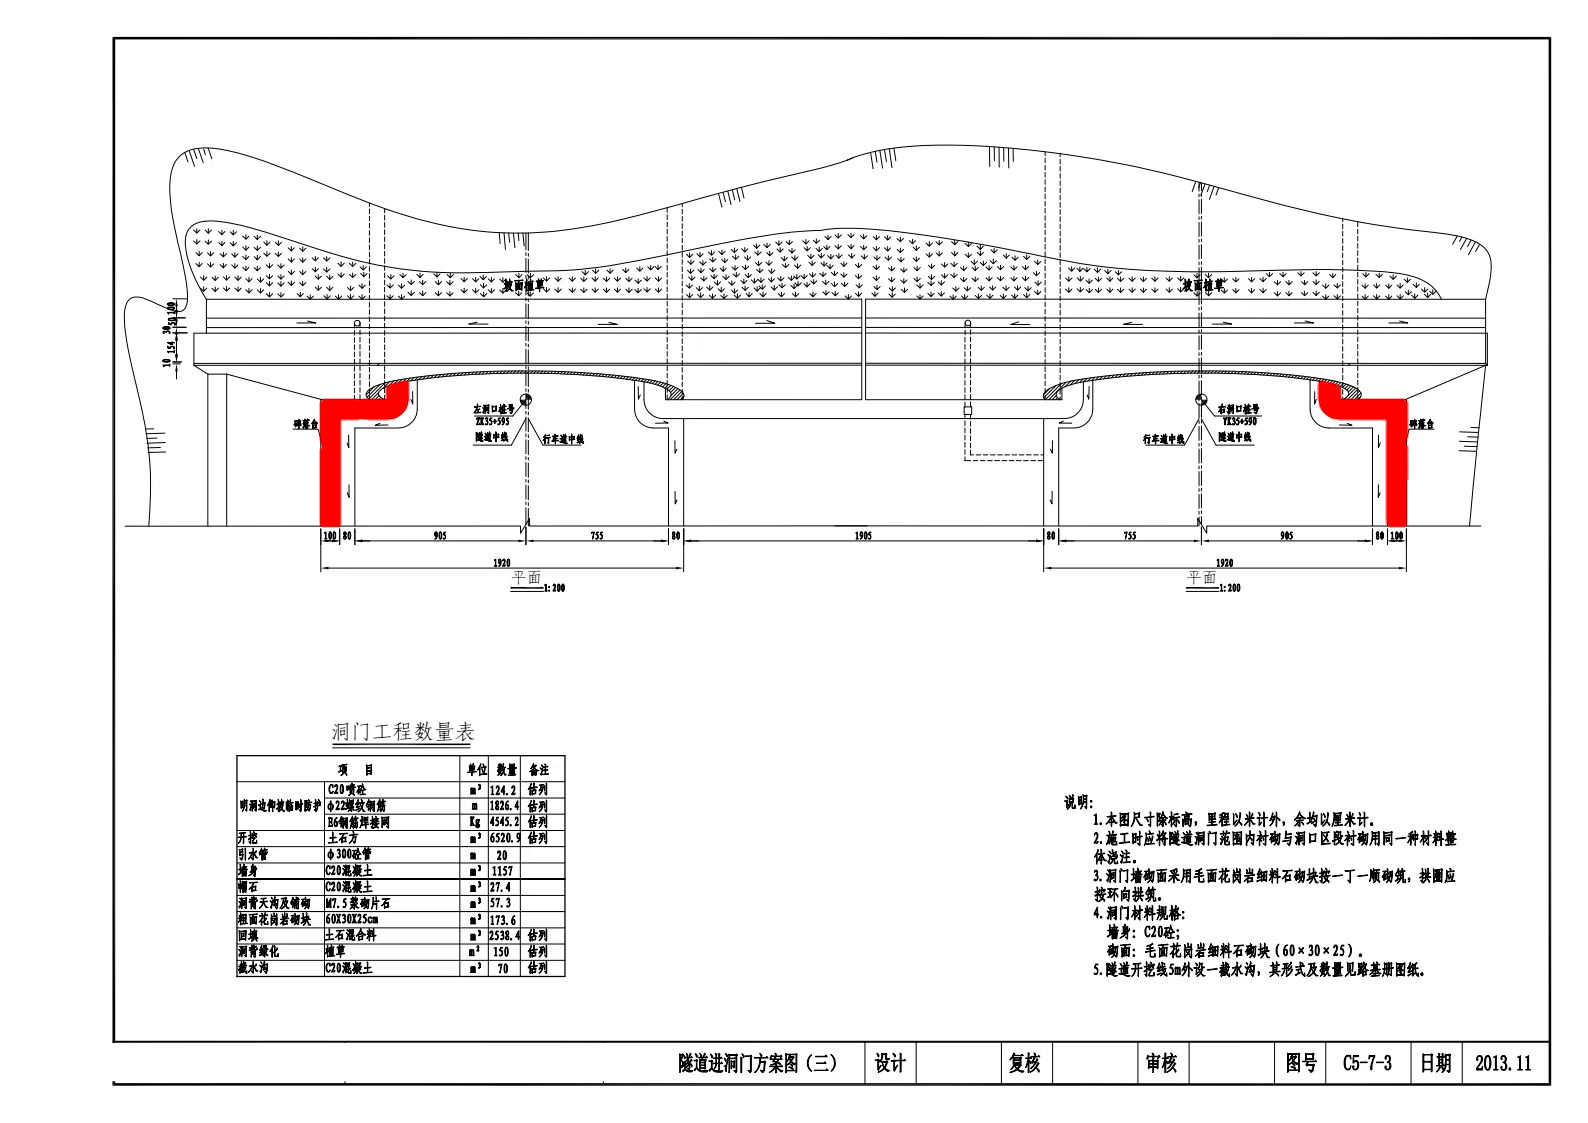 坡面植草
坡面植草
100
50
30
154
10
碎落台
左洞口桩号
ZK35+595
隧道中线
行车道中线
右洞口桩号
YK35+590
行车道中线
隧道中线
碎落台
100 80 905 755 80 1905 80 755 905 80 100
1920 1920
平面 1:200
平面 1:200
洞门工程数量表
项 目 单位 数量 备注
明洞边仰坡临时防护 C20喷砼 m³ 124.2 估列
φ22螺纹钢筋 m 1826.4 估列
E6钢筋焊接网 Kg 4545.2 估列
开挖 土石方 m³ 6520.9 估列
引水管 φ300砼管 m 20
墙身 C20混凝土 m³ 1157
帽石 C20混凝土 m³ 27.4
洞背天沟及铺砌 M7.5浆砌片石 m³ 57.3
粗面花岗岩砌块 60X30X25cm m³ 173.6
回填 土石混合料 m³ 2538.4 估列
洞背绿化 植草 m² 150 估列
截水沟 C20混凝土 m³ 70 估列
说明:
1.本图尺寸除标高，里程以米计外，余均以厘米计。
2.施工时应将隧道洞门范围内衬砌与洞口区段衬砌用同一种材料整
体浇注。
3.洞门墙砌面采用毛面花岗岩细料石砌块按一丁一顺砌筑，拱圈应
按环向拱筑。
4.洞门材料规格:
墙身: C20砼;
砌面: 毛面花岗岩细料石砌块(60×30×25)。
5.隧道开挖线5m外设一截水沟，其形式及数量见路基册图纸。
隧道进洞门方案图(三) 设计 复核 审核 图号 C5-7-3 日期 2013.11